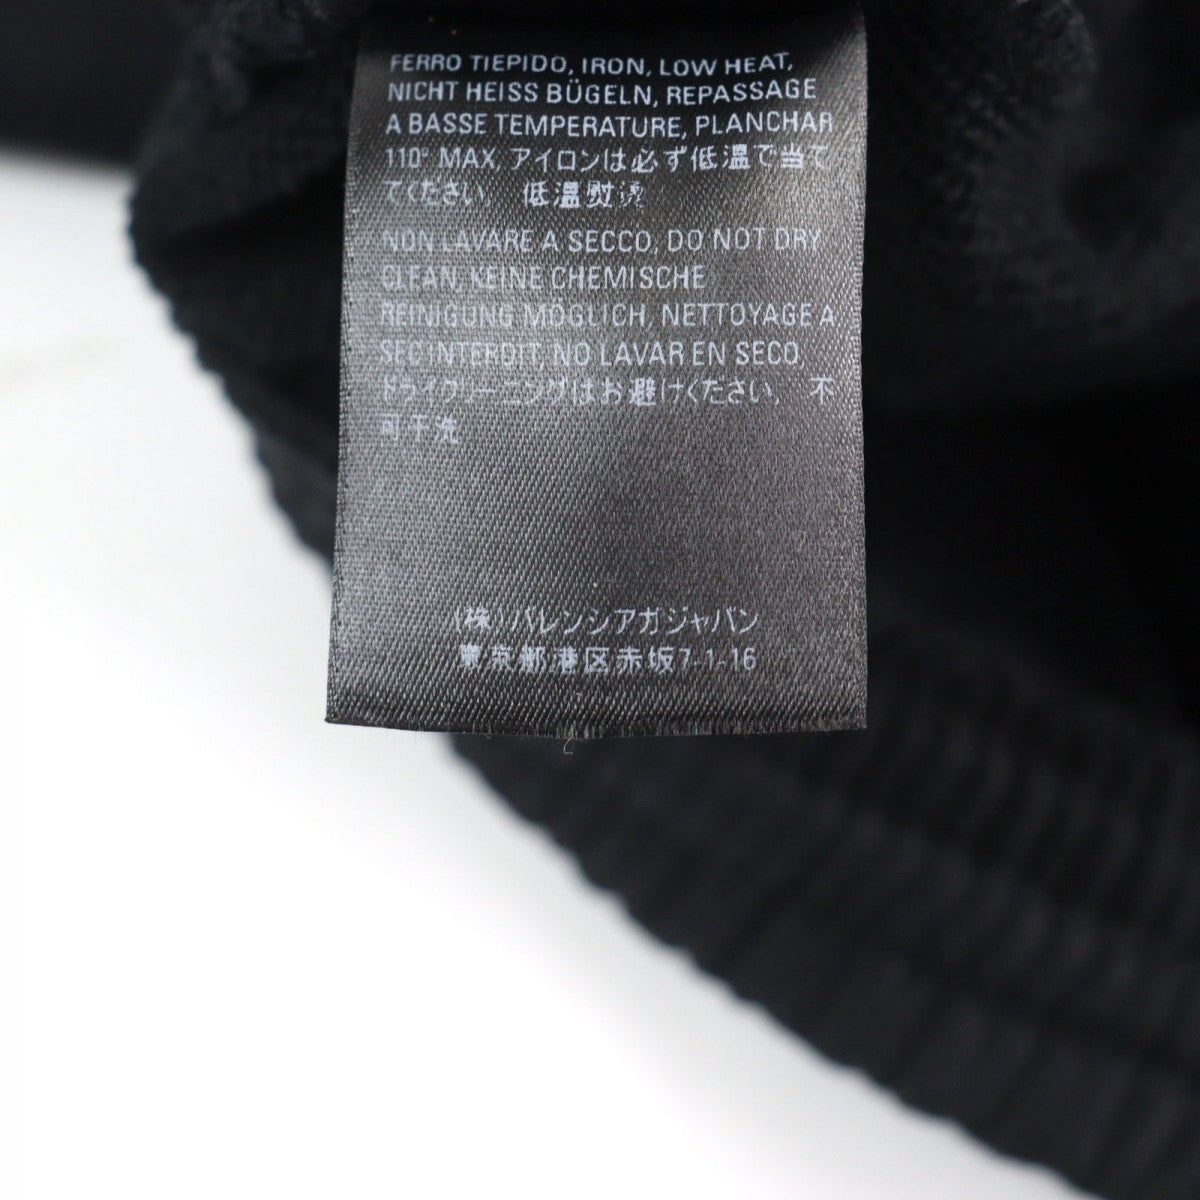 FERRO TIEPIDO, IRON, LOW HEAT,
NICHT HEISS BÜGELN, REPASSAGE
A BASSE TEMPERATURE, PLANCHAR
110° MAX, アイロンは必ず低温で当て
てください。 低温熨烫
NON LAVARE A SECCO, DO NOT DRY
CLEAN, KEINE CHEMISCHE
REINIGUNG MÖGLICH, NETTOYAGE A
SEC INTERDIT, NO LAVAR EN SECO,
ドライクリーニングはお避けください。 不
可干洗
(株)バレンシアガジャパン
東京都港区赤坂7-1-16